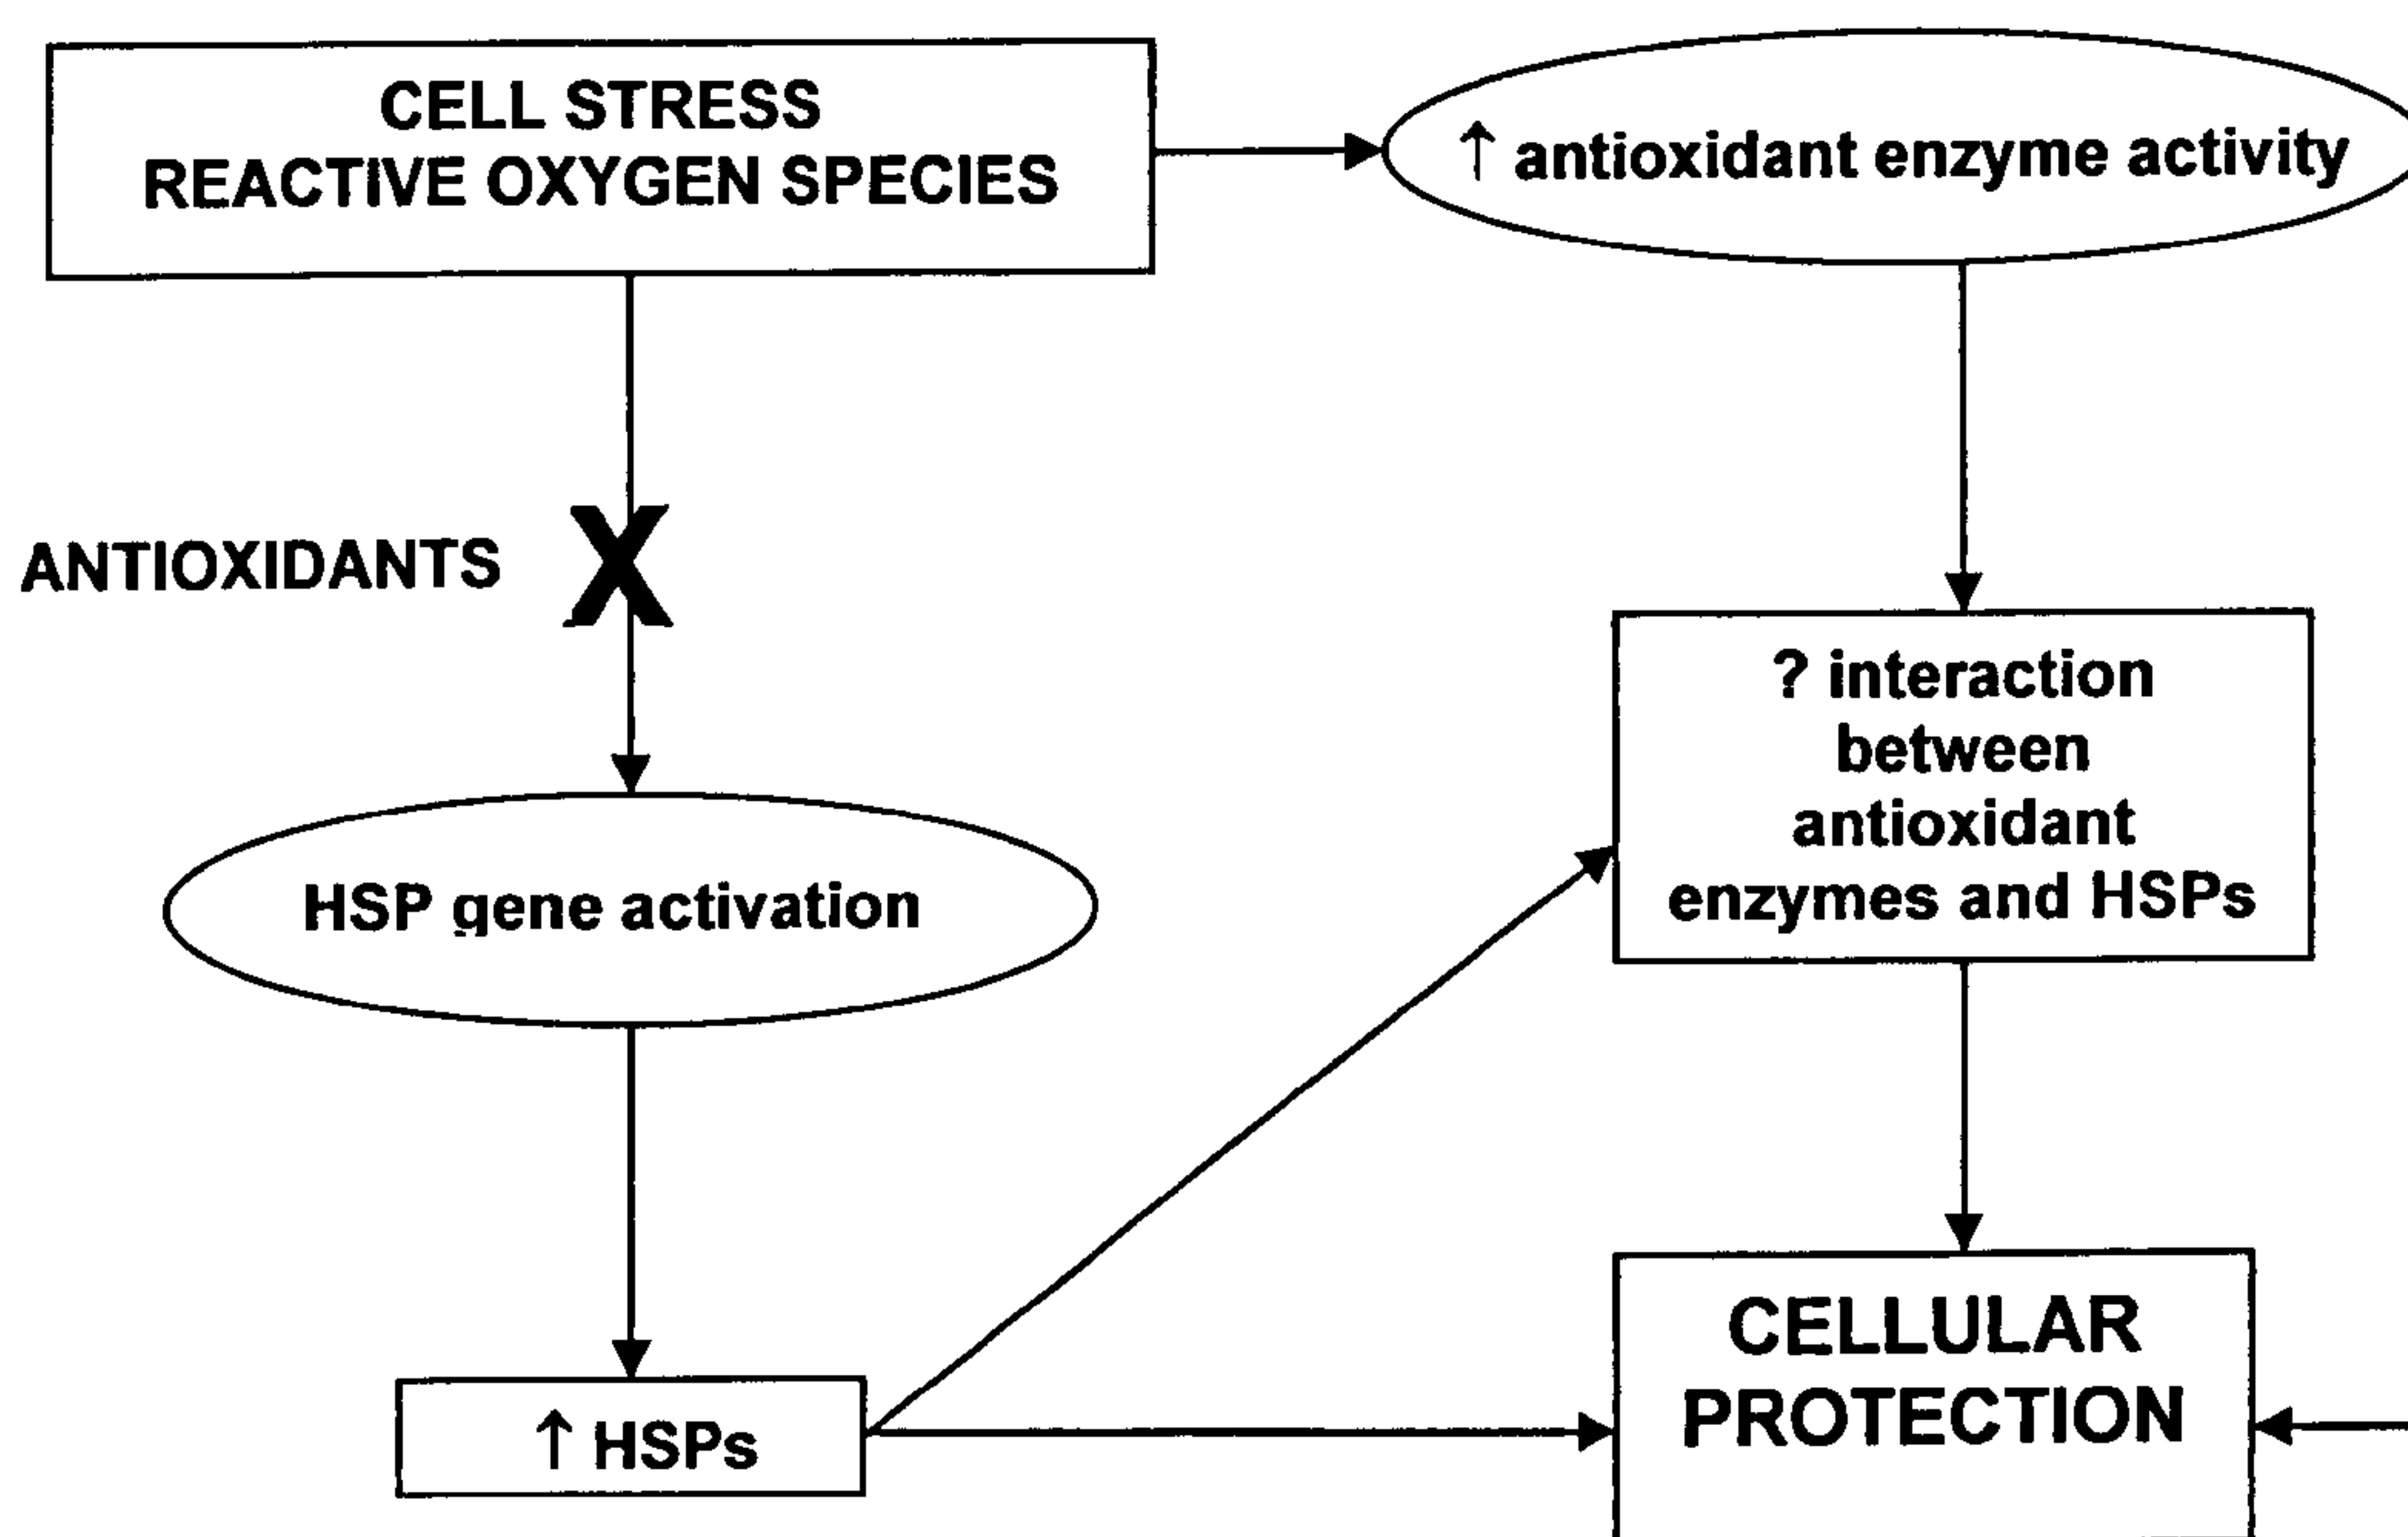 CELL STRESS
REACTIVE OXYGEN SPECIES
↑ antioxidant enzyme activity
ANTIOXIDANTS
X
? interaction
between
antioxidant
enzymes and HSPs
HSP gene activation
↑ HSPs
CELLULAR
PROTECTION